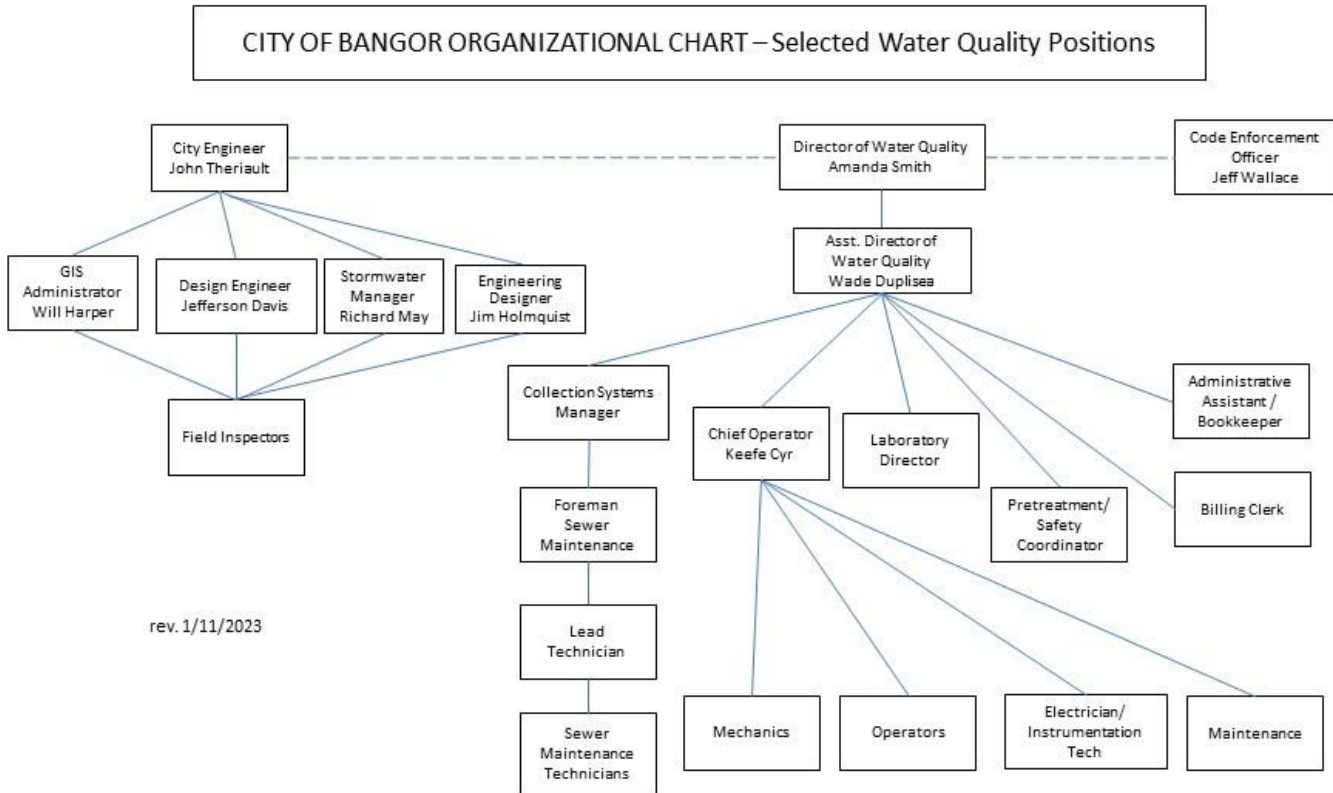 CITY OF BANGOR ORGANIZATIONAL CHART – Selected Water Quality Positions
City Engineer
John Theriault
Director of Water Quality
Amanda Smith
Code Enforcement
Officer
Jeff Wallace
GIS
Administrator
Will Harper
Design Engineer
Jefferson Davis
Stormwater
Manager
Richard May
Engineering
Designer
Jim Holmquist
Asst. Director of
Water Quality
Wade Duplisea
Field Inspectors
Collection Systems
Manager
Chief Operator
Keefe Cyr
Laboratory
Director
Administrative
Assistant /
Bookkeeper
Foreman
Sewer
Maintenance
Pretreatment/
Safety
Coordinator
Billing Clerk
rev. 1/11/2023
Lead
Technician
Sewer
Maintenance
Technicians
Mechanics
Operators
Electrician/
Instrumentation
Tech
Maintenance